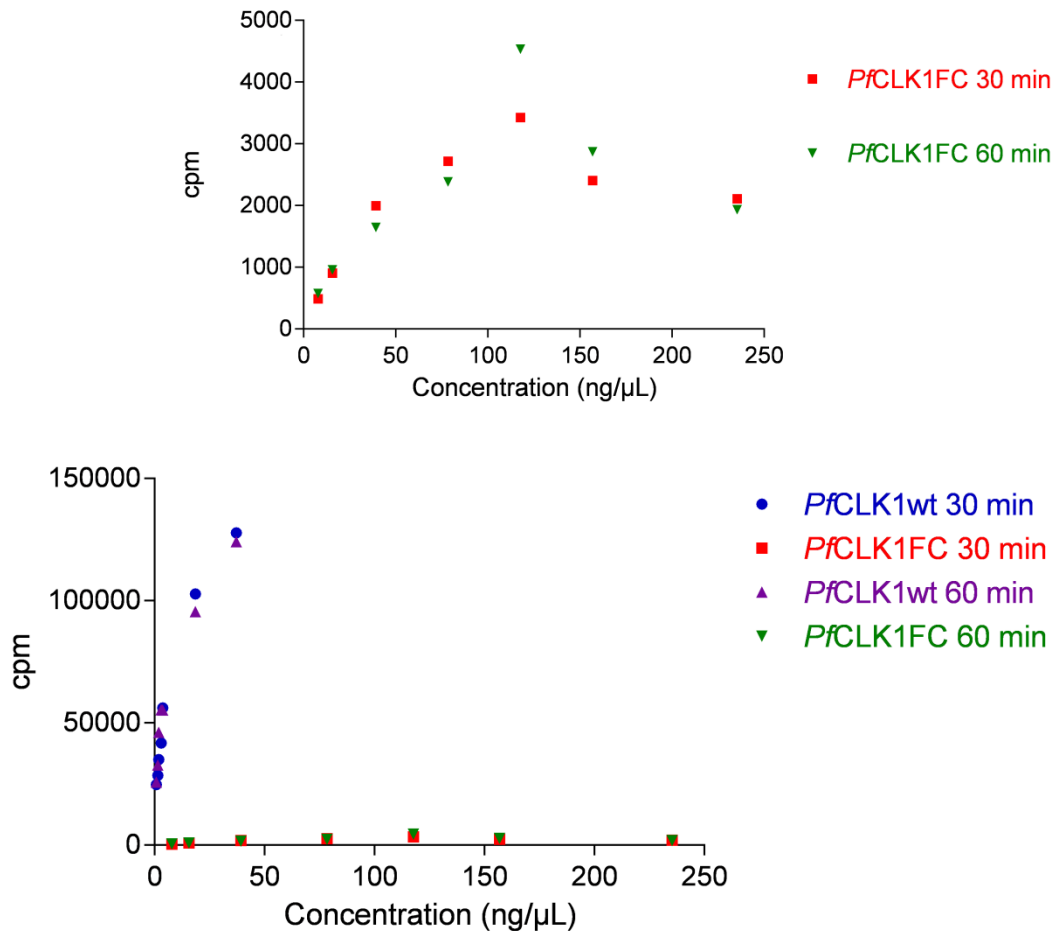 5000
4000
3000
2000
1000
0
cpm
0 50 100 150 200 250
Concentration (ng/µL)
PfCLK1FC 30 min
PfCLK1FC 60 min
150000
100000
50000
0
cpm
0 50 100 150 200 250
Concentration (ng/µL)
PfCLK1wt 30 min
PfCLK1FC 30 min
PfCLK1wt 60 min
PfCLK1FC 60 min